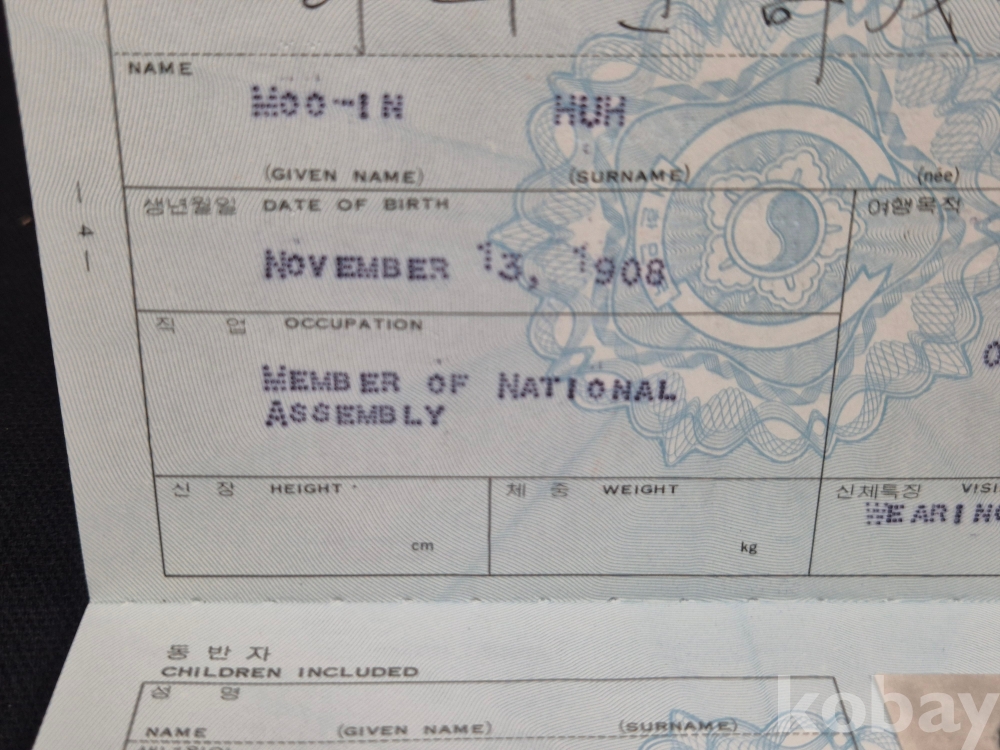 NAME
MOO-IN HUH
(GIVEN NAME) (SURNAME) (née)
생년월일 DATE OF BIRTH 여행목적
NOVEMBER 13, 1908
직 업 OCCUPATION
MEMBER OF NATIONAL
ASSEMBLY
신 장 HEIGHT 체 중 WEIGHT 신체특징 VISI
WEARING
cm kg
- 4 -
동 반 자
CHILDREN INCLUDED
성 명
NAME (GIVEN NAME) (SURNAME)
kobay